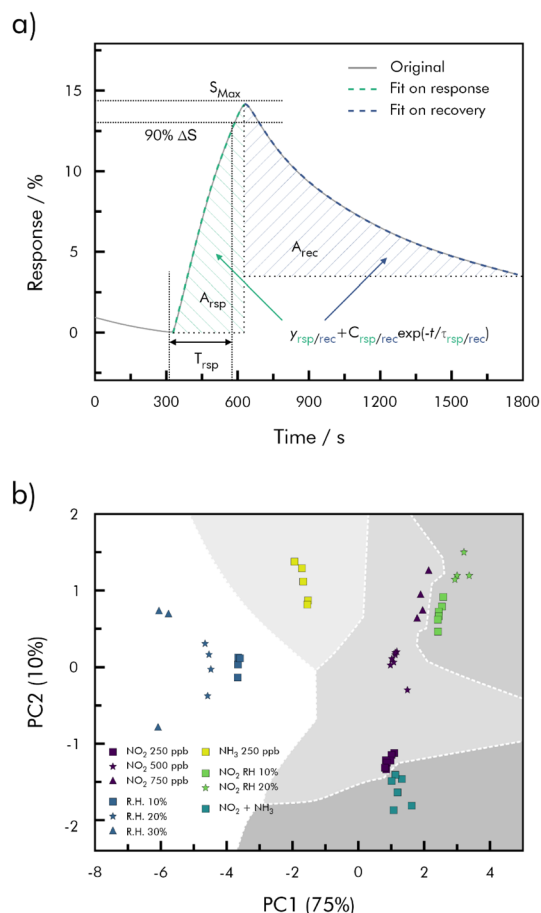 a)
Original
Fit on response
Fit on recovery
S_Max
90% ΔS
15
10
5
0
Response / %
A_rec
A_rsp
y_rsp/rec+C_rsp/rec exp(-t/τ_rsp/rec)
T_rsp
0 300 600 900 1200 1500 1800
Time / s
b)
2
1
0
-1
-2
PC2 (10%)
NO₂ 250 ppb
NO₂ 500 ppb
NO₂ 750 ppb
R.H. 10%
R.H. 20%
R.H. 30%
NH₃ 250 ppb
NO₂ RH 10%
NO₂ RH 20%
NO₂ + NH₃
-8 -6 -4 -2 0 2 4
PC1 (75%)